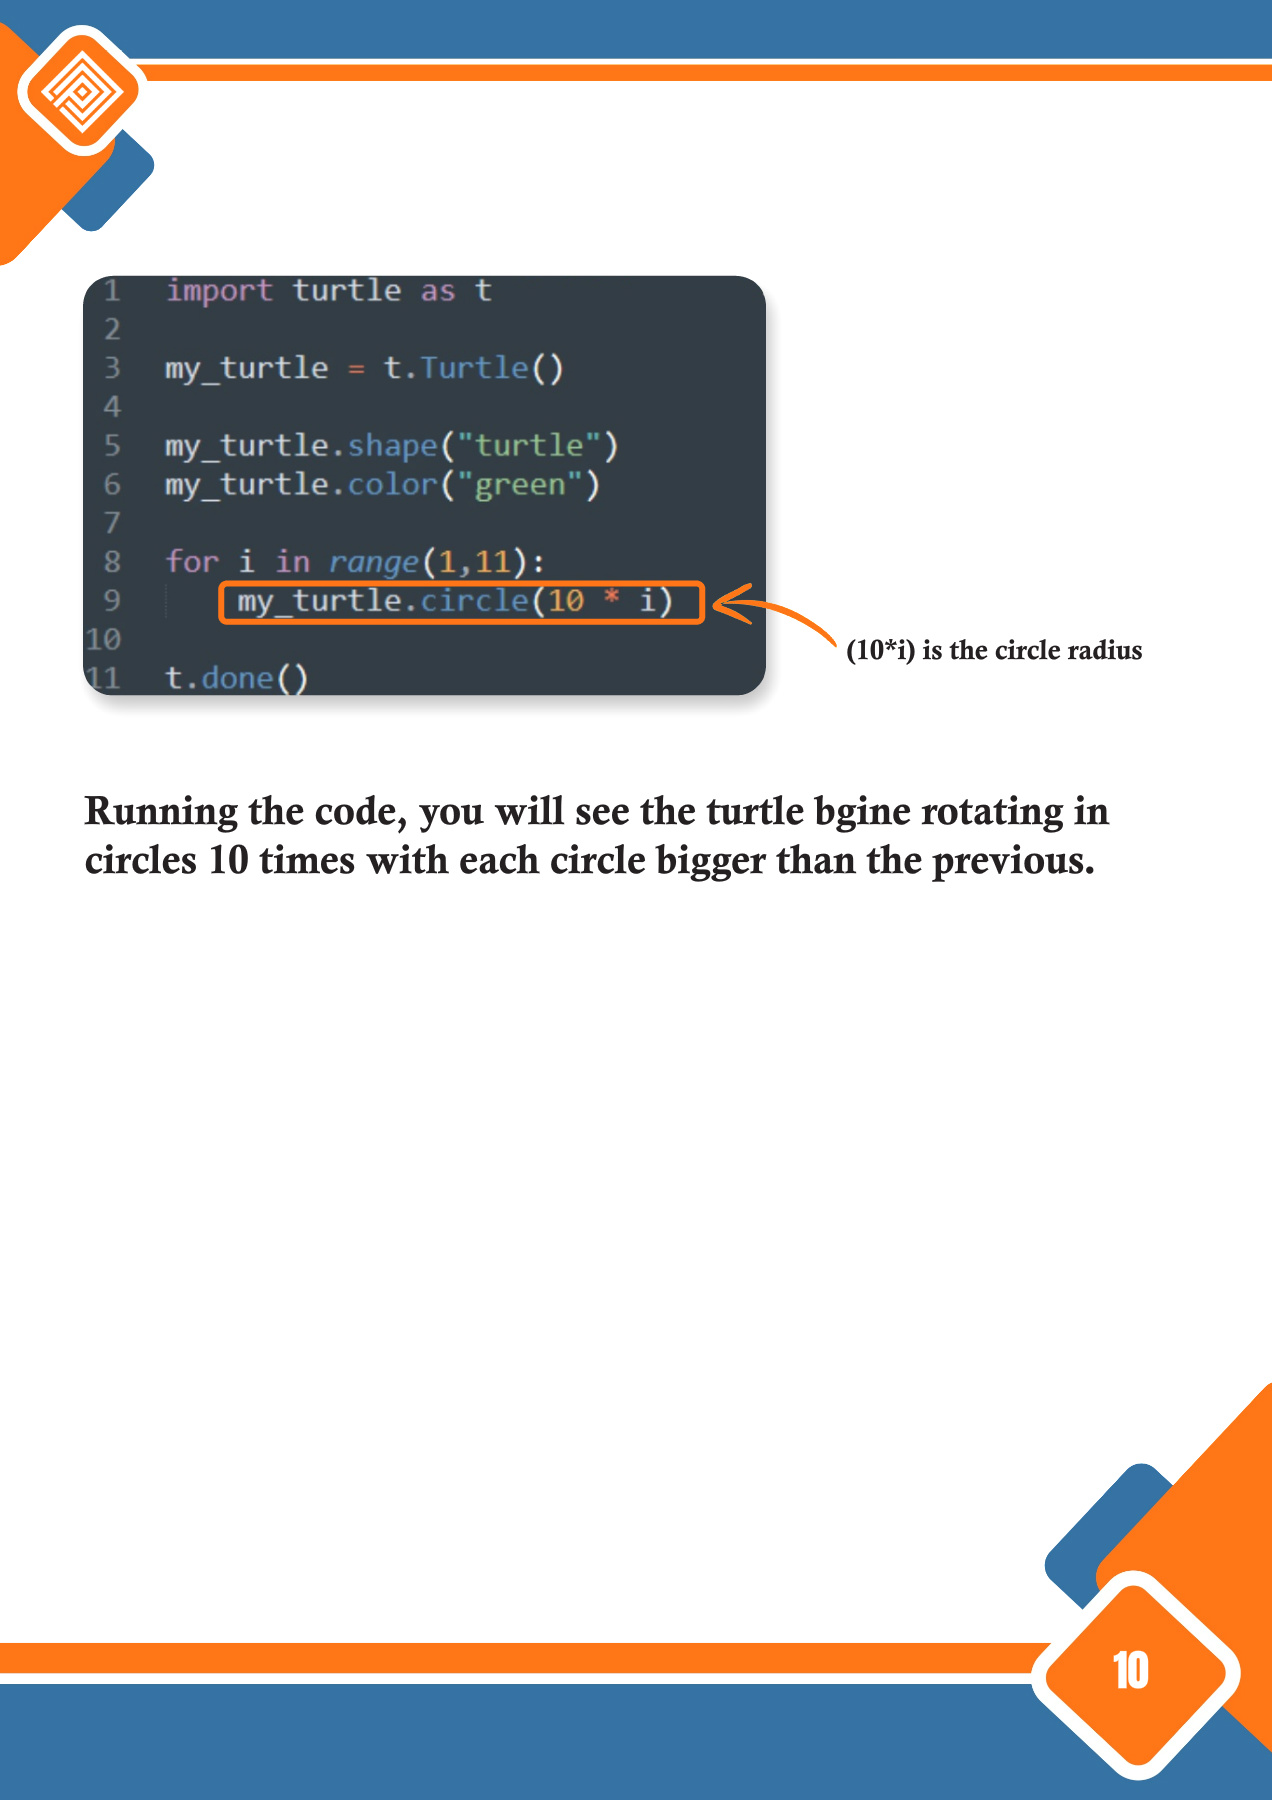 1 import turtle as t
2
3 my_turtle = t.Turtle()
4
5 my_turtle.shape("turtle")
6 my_turtle.color("green")
7
8 for i in range(1,11):
9 my_turtle.circle(10 * i)
10
11 t.done()
(10*i) is the circle radius
Running the code, you will see the turtle bgine rotating in
circles 10 times with each circle bigger than the previous.
10